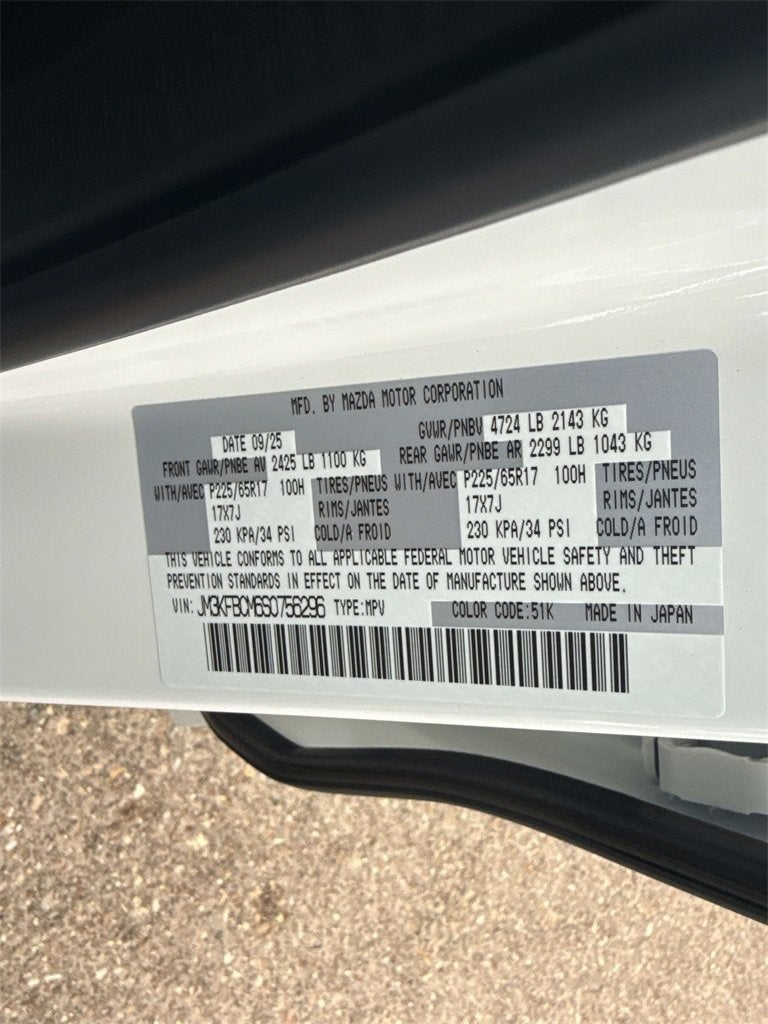 MFD. BY MAZDA MOTOR CORPORATION
DATE 09/25 GVWR/PNBV 4724 LB 2143 KG
FRONT GAWR/PNBE AV 2425 LB 1100 KG REAR GAWR/PNBE AR 2299 LB 1043 KG
WITH/AVEC P225/65R17 100H TIRES/PNEUS WITH/AVEC P225/65R17 100H TIRES/PNEUS
17X7J RIMS/JANTES 17X7J RIMS/JANTES
230 KPA/34 PSI COLD/A FROID 230 KPA/34 PSI COLD/A FROID
THIS VEHICLE CONFORMS TO ALL APPLICABLE FEDERAL MOTOR VEHICLE SAFETY AND THEFT
PREVENTION STANDARDS IN EFFECT ON THE DATE OF MANUFACTURE SHOWN ABOVE.
VIN: JM3KFBCM6S0756296 TYPE:MPV COLOR CODE:51K MADE IN JAPAN